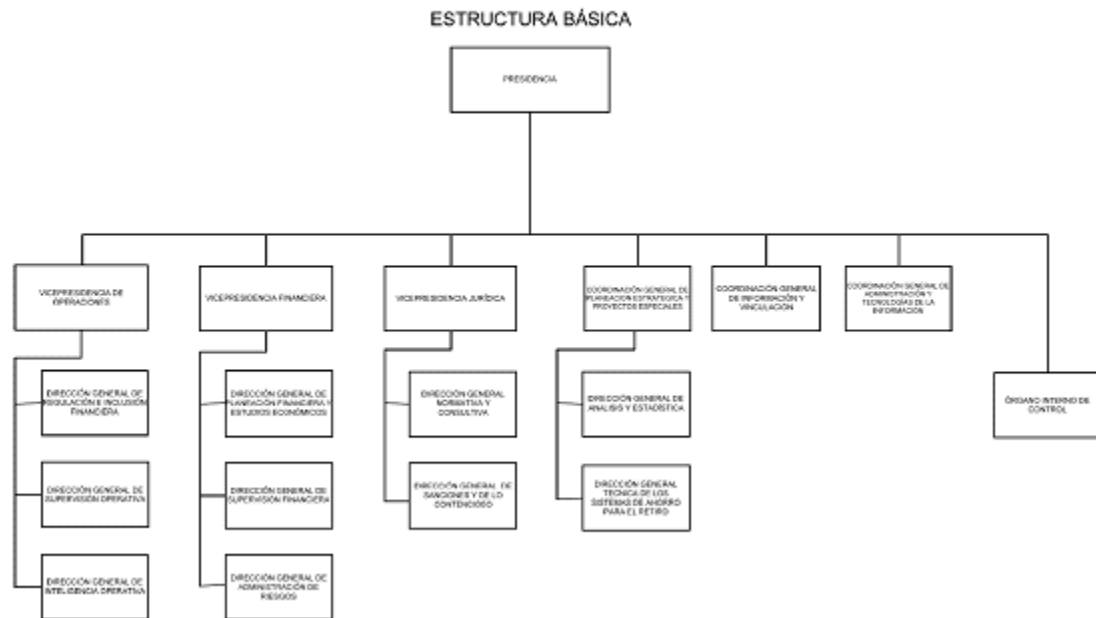 ESTRUCTURA BÁSICA
PRESIDENCIA
VICEPRESIDENCIA DE
OPERACIONES
VICEPRESIDENCIA FINANCIERA
VICEPRESIDENCIA JURÍDICA
COORDINACIÓN GENERAL DE
PLANEACIÓN ESTRATÉGICA Y
PROYECTOS ESPECIALES
COORDINACIÓN GENERAL
DE INFORMACIÓN Y
VINCULACIÓN
COORDINACIÓN GENERAL DE
ADMINISTRACIÓN Y
TECNOLOGÍAS DE LA
INFORMACIÓN
DIRECCIÓN GENERAL DE
REGULACIÓN E INCLUSIÓN
FINANCIERA
DIRECCIÓN GENERAL DE
PLANEACIÓN FINANCIERA Y
ESTUDIOS ECONÓMICOS
DIRECCIÓN GENERAL
NORMATIVA Y
CONSULTIVA
DIRECCIÓN GENERAL DE
ANÁLISIS Y ESTADÍSTICA
ÓRGANO INTERNO DE
CONTROL
DIRECCIÓN GENERAL DE
SUPERVISIÓN OPERATIVA
DIRECCIÓN GENERAL DE
SUPERVISIÓN FINANCIERA
DIRECCIÓN GENERAL DE
SANCIONES Y DE LO
CONTENCIOSO
DIRECCIÓN GENERAL
TÉCNICA DE LOS
SISTEMAS DE AHORRO
PARA EL RETIRO
DIRECCIÓN GENERAL DE
INTELIGENCIA OPERATIVA
DIRECCIÓN GENERAL DE
ADMINISTRACIÓN DE
RIESGOS